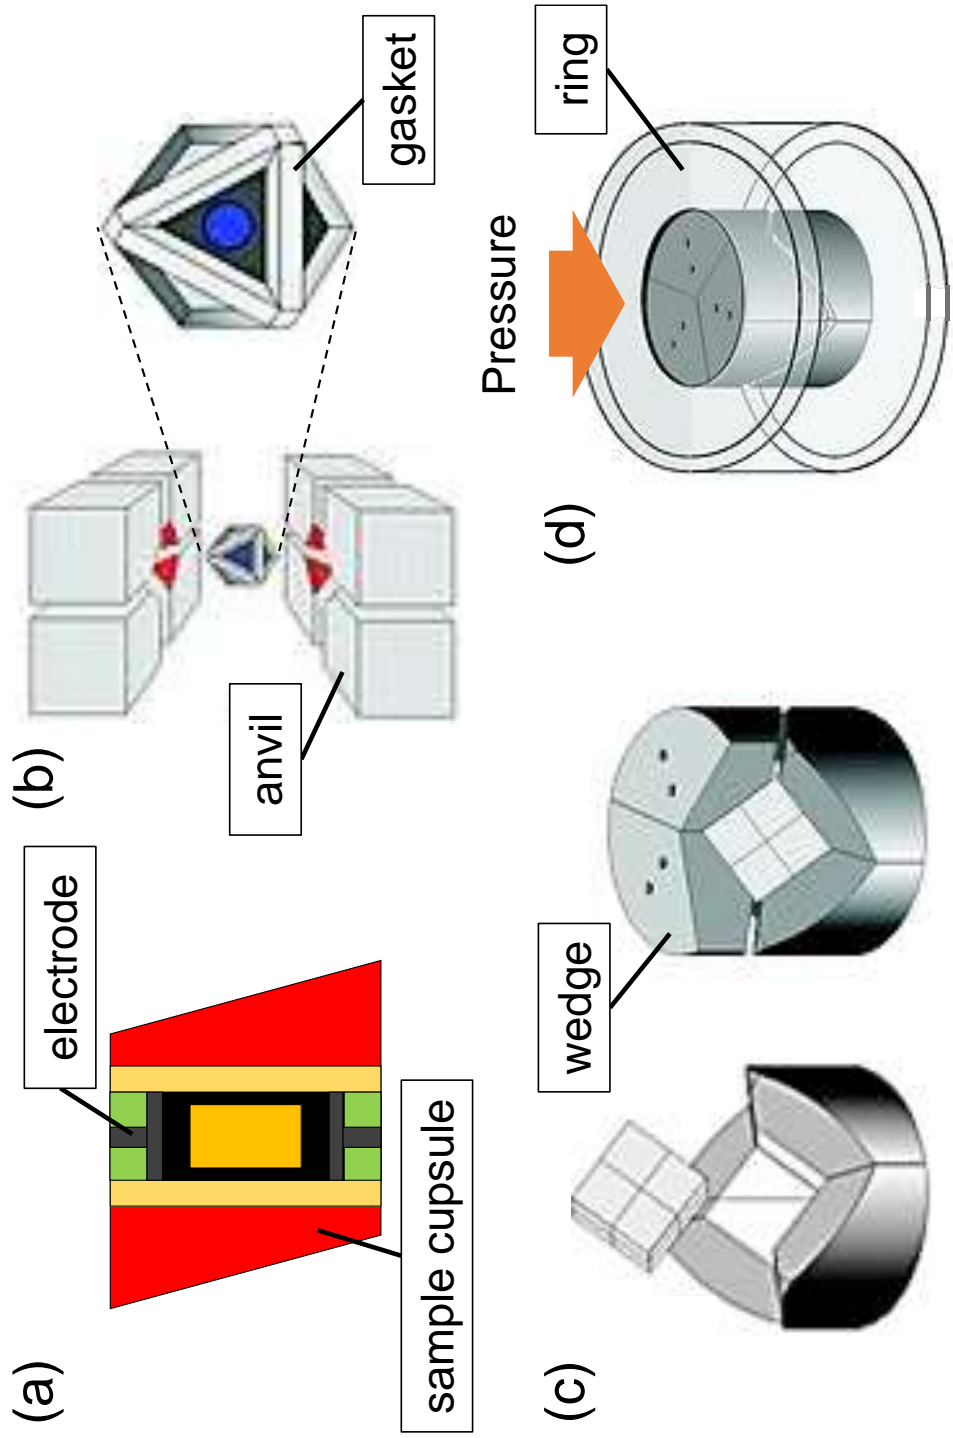 (a)
electrode
sample cupsule
(b)
anvil
gasket
(c)
wedge
(d)
Pressure
ring